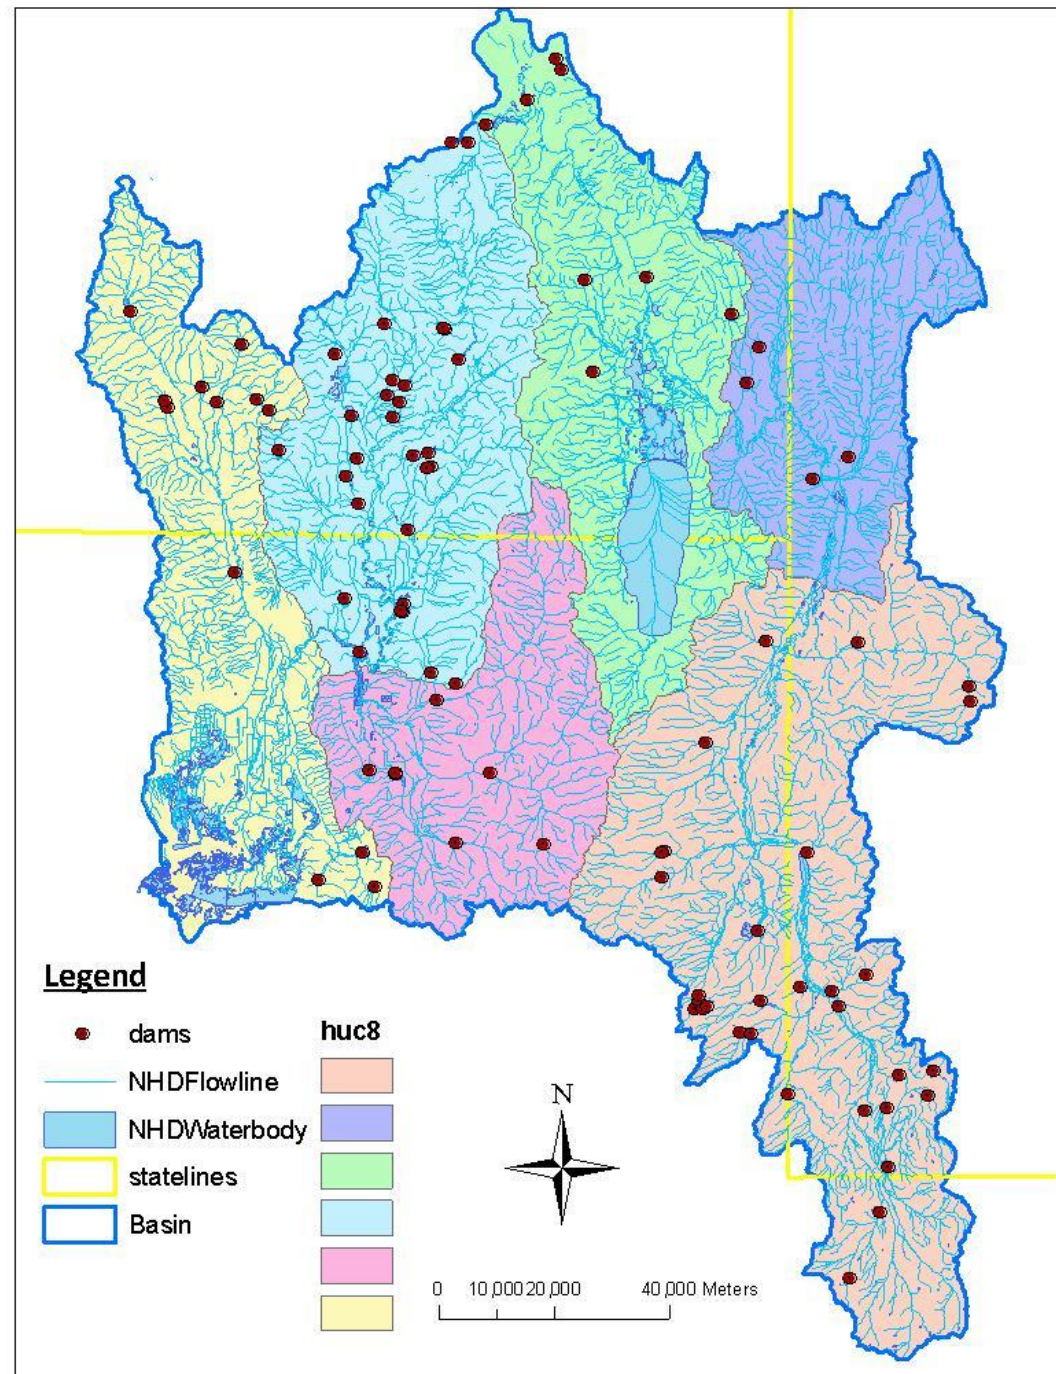 Legend
dams
NHDFlowline
NHDWaterbody
statelines
Basin
huc8
N
0 10,000 20,000 40,000 Meters